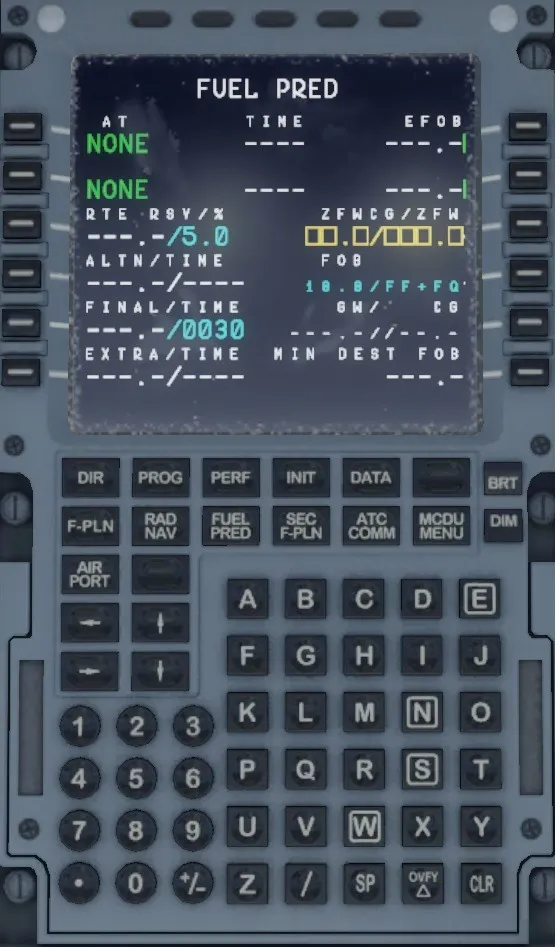 FUEL PRED
AT TIME EFOB
NONE ---- ---.-
NONE ---- ---.-
RTE RSV/% ZFWCG/ZFW
---.-/5.0 □□.□/□□□.□
ALTN/TIME FOB
---.-/---- 10.0/FF+FQ
FINAL/TIME GW/ CG
---.-/0030 ---.-//--.-
EXTRA/TIME MIN DEST FOB
---.-/---- ---.-
DIR PROG PERF INIT DATA BRT
F-PLN RAD NAV FUEL PRED SEC F-PLN ATC COMM MCDU MENU DIM
AIR PORT
← ↑
→ ↓
A B C D E
F G H I J
1 2 3 K L M N O
4 5 6 P Q R S T
7 8 9 U V W X Y
. 0 +/- Z / SP OVFY △ CLR